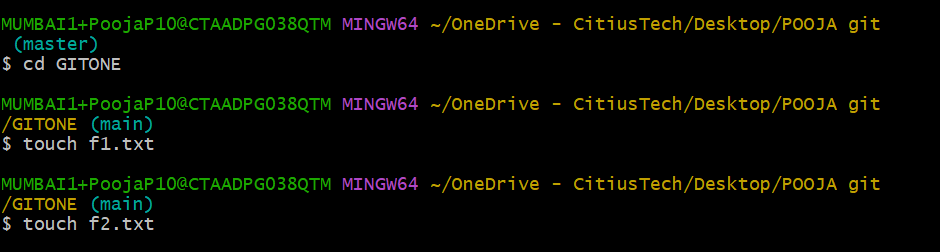 MUMBAI1+PoojaP10@CTAADPG038QTM MINGW64 ~/OneDrive - CitiusTech/Desktop/POOJA git
(master)
$ cd GITONE
MUMBAI1+PoojaP10@CTAADPG038QTM MINGW64 ~/OneDrive - CitiusTech/Desktop/POOJA git
/GITONE (main)
$ touch f1.txt
MUMBAI1+PoojaP10@CTAADPG038QTM MINGW64 ~/OneDrive - CitiusTech/Desktop/POOJA git
/GITONE (main)
$ touch f2.txt